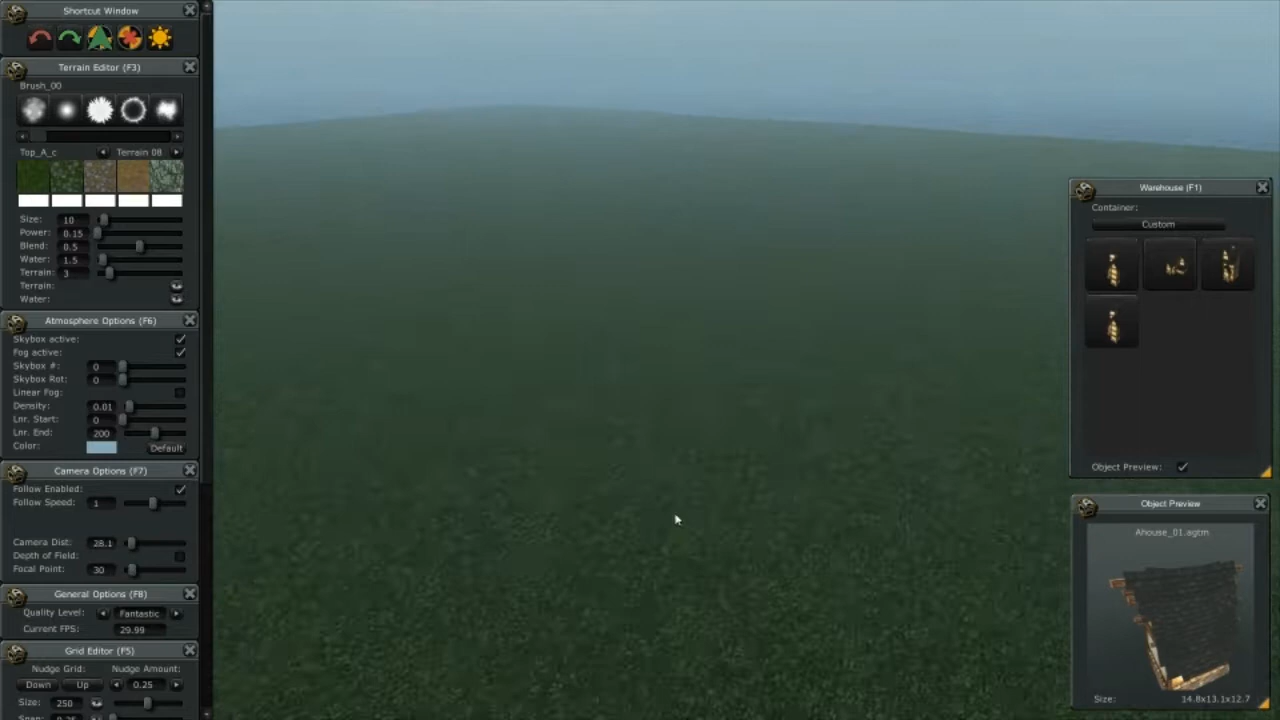 Shortcut Window
Terrain Editor (F3)
Brush_00
Top_A_c
Terrain 08
Size: 10
Power: 0.15
Blend: 0.5
Water: 1.5
Terrain: 3
Terrain:
Water:
Atmosphere Options (F6)
Skybox active:
Fog active:
Skybox #: 0
Skybox Rot: 0
Linear Fog:
Density: 0.01
Lnr. Start: 0
Lnr. End: 200
Color: Default
Camera Options (F7)
Follow Enabled:
Follow Speed: 1
Camera Dist: 28.1
Depth of Field:
Focal Point: 30
General Options (F8)
Quality Level: Fantastic
Current FPS: 29.99
Grid Editor (F5)
Nudge Grid: Nudge Amount:
Down Up 0.25
Size: 250
Snap: 0.25
Warehouse (F1)
Container:
Custom
Object Preview:
Object Preview
Ahouse_01.agtm
Size: 14.8x13.1x12.7